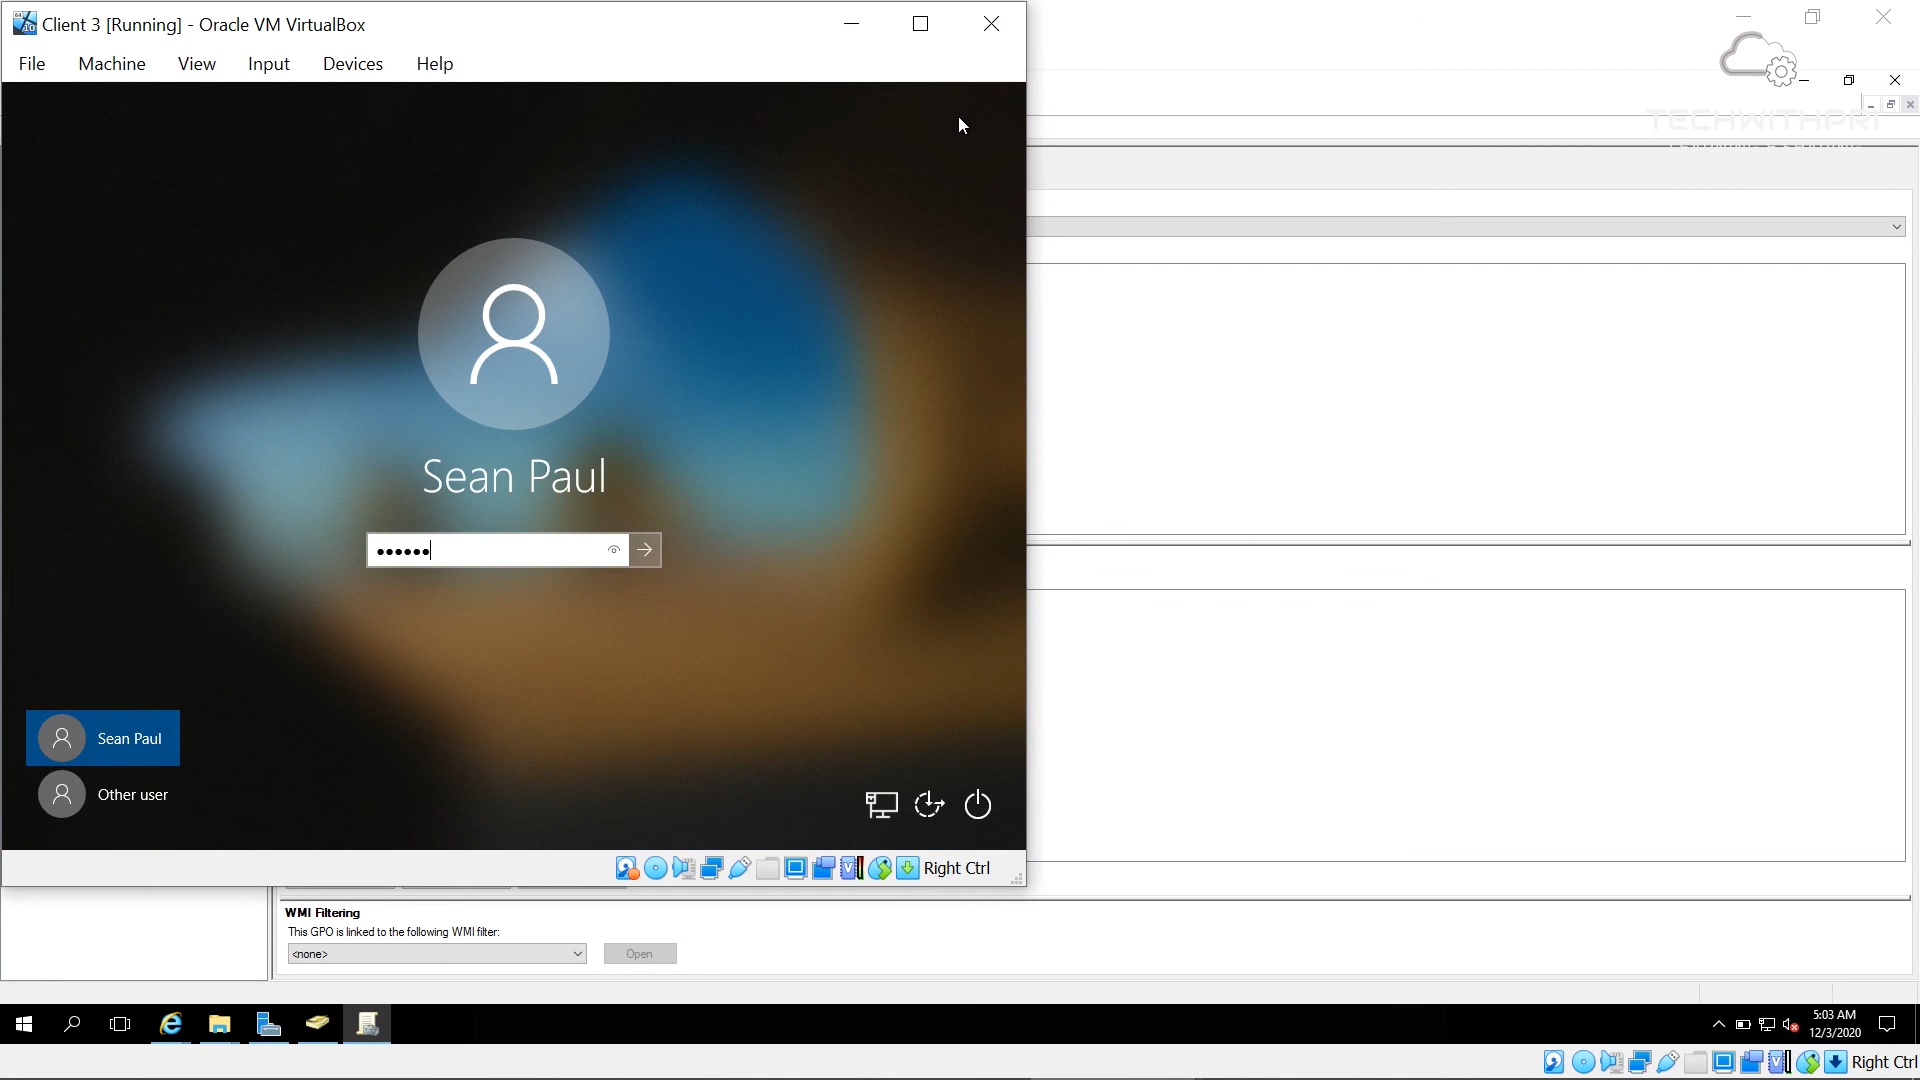 Client 3 [Running] - Oracle VM VirtualBox
File Machine View Input Devices Help
TECHWITHPRI
Sean Paul
••••••
Sean Paul
Other user
Right Ctrl
WMI Filtering
This GPO is linked to the following WMI filter:
<none>
Open
5:03 AM
12/3/2020
Right Ctrl